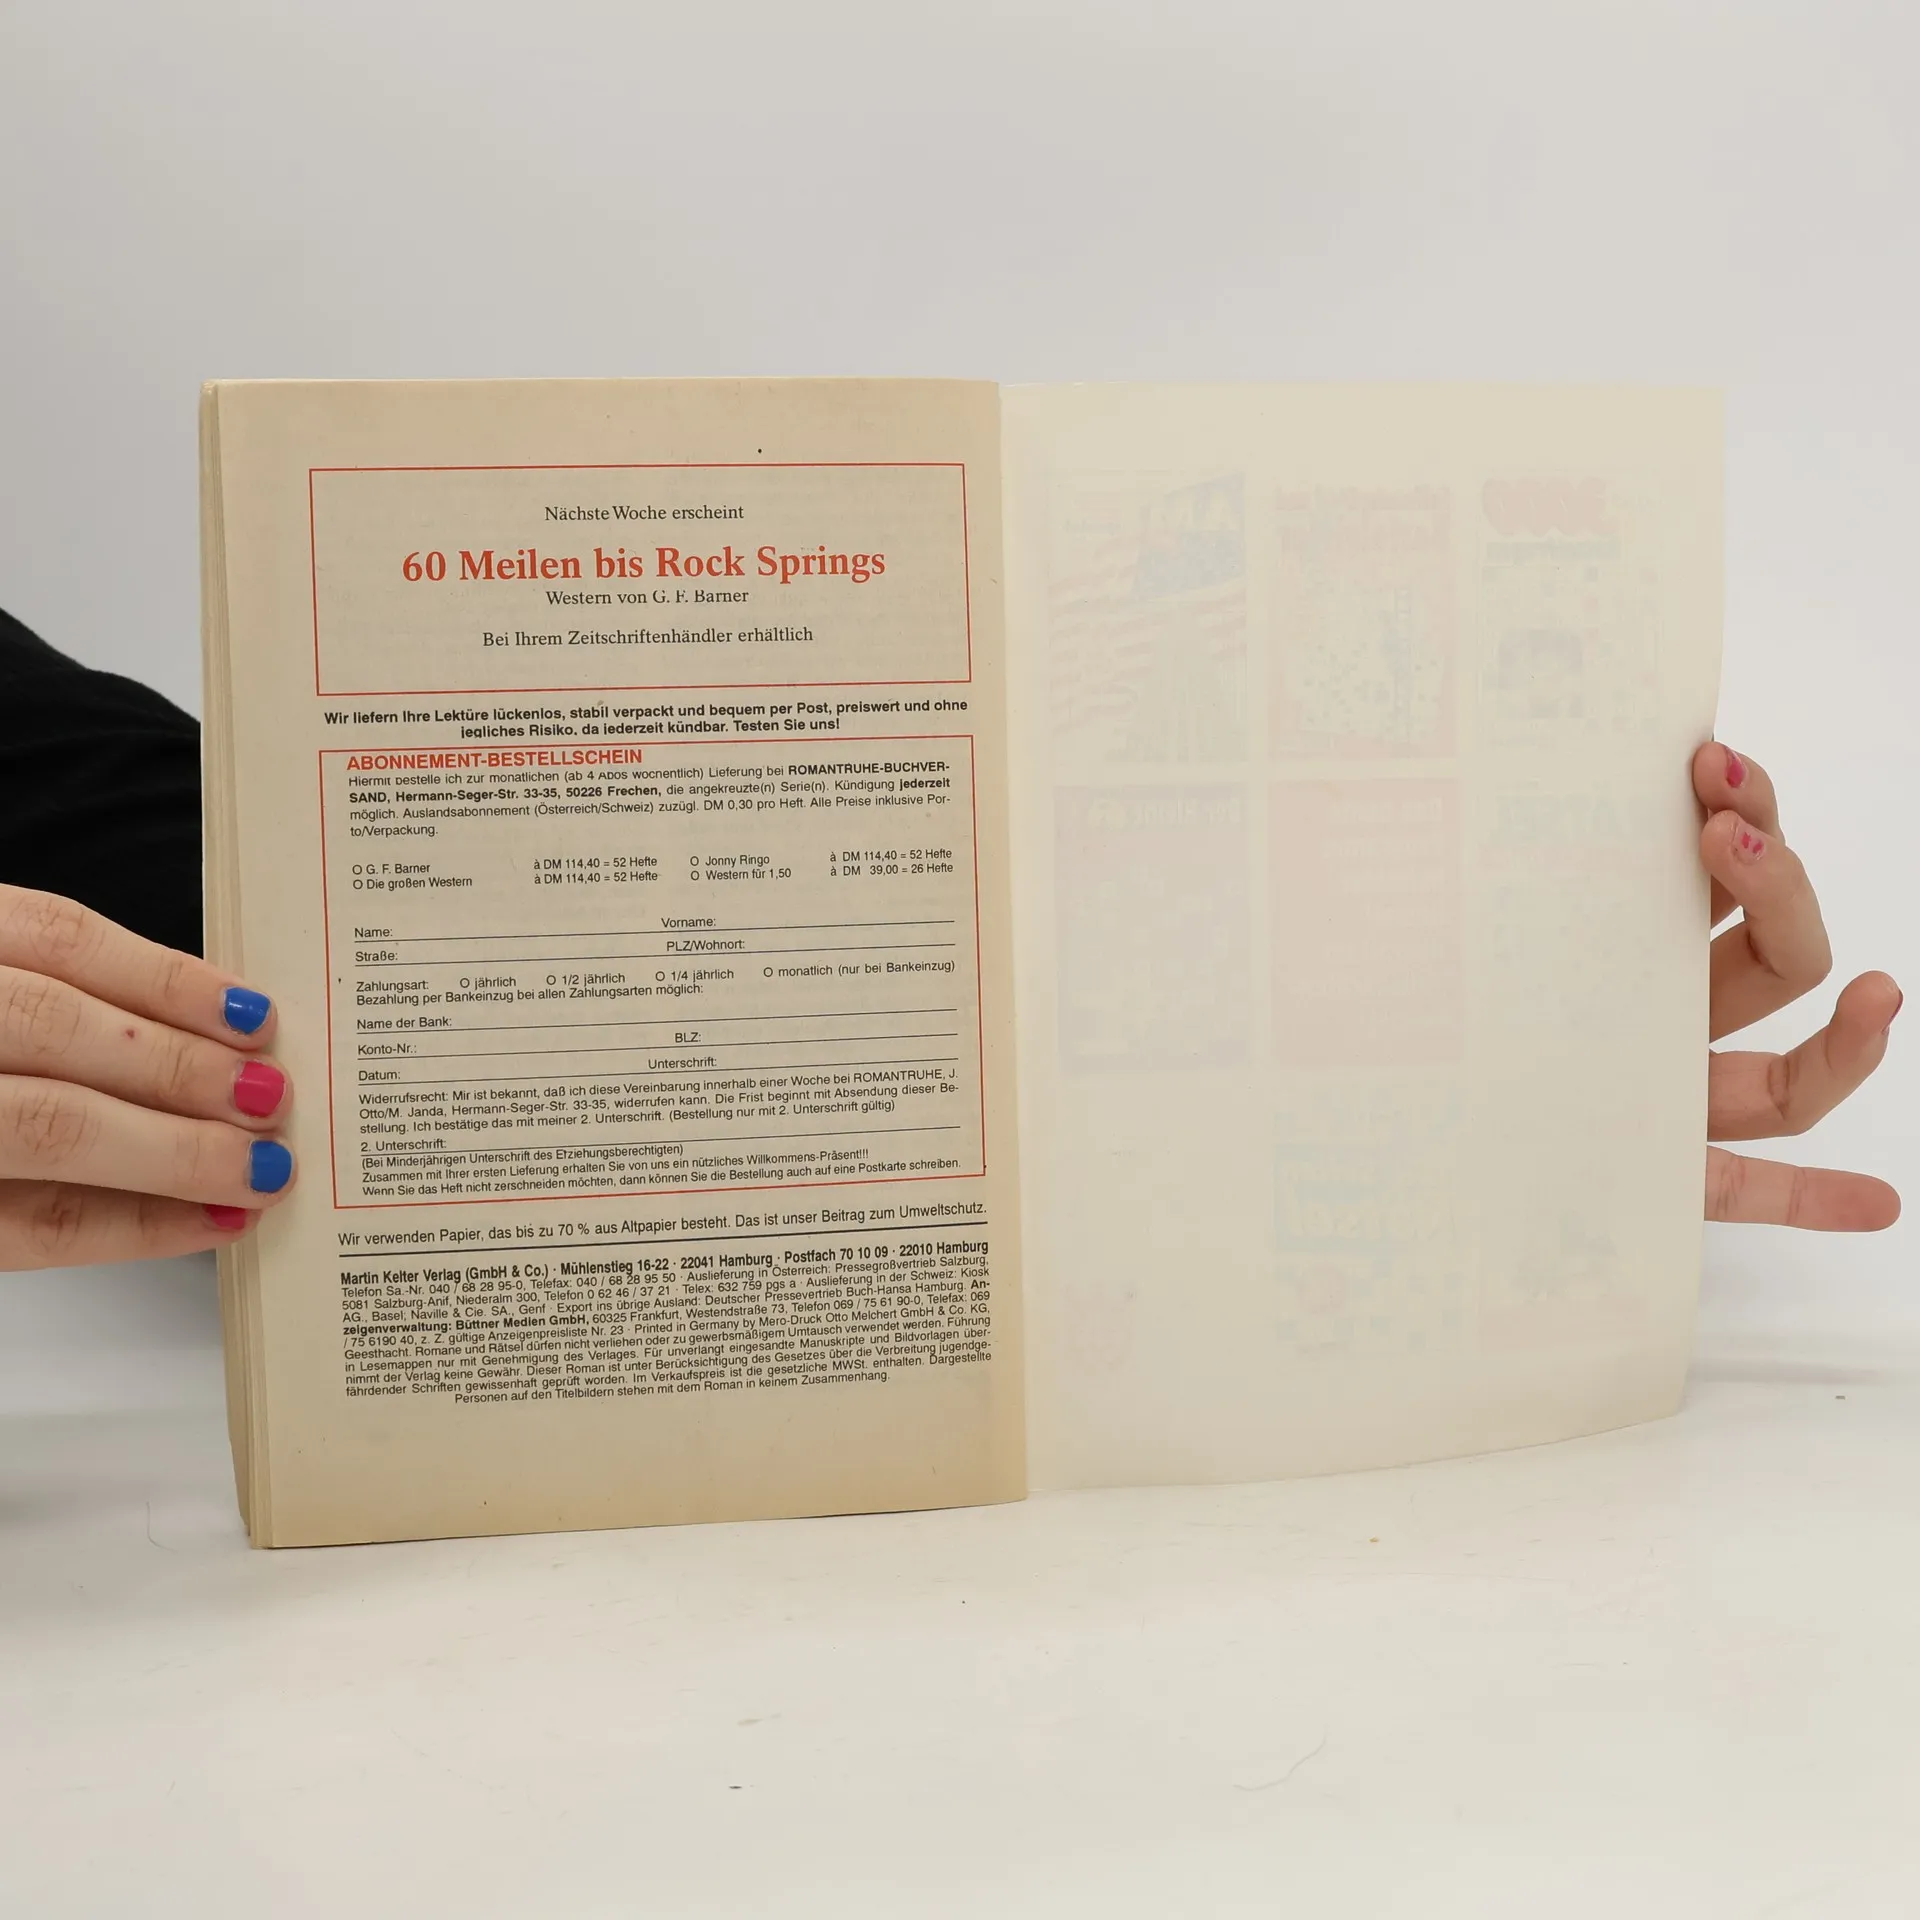 Nächste Woche erscheint
60 Meilen bis Rock Springs
Western von G. F. Barner
Bei Ihrem Zeitschriftenhändler erhältlich
Wir liefern Ihre Lektüre lückenlos, stabil verpackt und bequem per Post, preiswert und ohne
jegliches Risiko, da jederzeit kündbar. Testen Sie uns!
ABONNEMENT-BESTELLSCHEIN
Hiermit bestelle ich zur monatlichen (ab 4 Abos wöchentlich) Lieferung bei ROMANTRUHE-BUCHVER-
SAND, Hermann-Seger-Str. 33-35, 50226 Frechen, die angekreuzte(n) Serie(n). Kündigung jederzeit
möglich. Auslandsabonnement (Österreich/Schweiz) zuzügl. DM 0,30 pro Heft. Alle Preise inklusive Por-
to/Verpackung.
O G. F. Barner à DM 114,40 = 52 Hefte O Jonny Ringo à DM 114,40 = 52 Hefte
O Die großen Western à DM 114,40 = 52 Hefte O Western für 1,50 à DM 39,00 = 26 Hefte
Name: Vorname:
Straße: PLZ/Wohnort:
Zahlungsart: O jährlich O 1/2 jährlich O 1/4 jährlich O monatlich (nur bei Bankeinzug)
Bezahlung per Bankeinzug bei allen Zahlungsarten möglich:
Name der Bank:
Konto-Nr.: BLZ:
Datum: Unterschrift:
Widerrufsrecht: Mir ist bekannt, daß ich diese Vereinbarung innerhalb einer Woche bei ROMANTRUHE, J.
Otto/M. Janda, Hermann-Seger-Str. 33-35, widerrufen kann. Die Frist beginnt mit Absendung dieser Be-
stellung. Ich bestätige das mit meiner 2. Unterschrift. (Bestellung nur mit 2. Unterschrift gültig)
2. Unterschrift:
(Bei Minderjährigen Unterschrift des Erziehungsberechtigten)
Zusammen mit Ihrer ersten Lieferung erhalten Sie von uns ein nützliches Willkommens-Präsent!!!
Wenn Sie das Heft nicht zerschneiden möchten, dann können Sie die Bestellung auch auf eine Postkarte schreiben.
Wir verwenden Papier, das bis zu 70 % aus Altpapier besteht. Das ist unser Beitrag zum Umweltschutz.
Martin Kelter Verlag (GmbH & Co.) · Mühlenstieg 16-22 · 22041 Hamburg · Postfach 70 10 09 · 22010 Hamburg
Telefon Sa.-Nr. 040 / 68 28 95-0, Telefax: 040 / 68 28 95 50 · Auslieferung in Österreich: Pressegroßvertrieb Salzburg,
5081 Salzburg-Anif, Niederalm 300, Telefon 0 62 46 / 37 21 · Telex: 632 759 pgs a · Auslieferung in der Schweiz: Kiosk
AG., Basel; Naville & Cie. SA., Genf · Export ins übrige Ausland: Deutscher Pressevertrieb Buch-Hansa Hamburg. An-
zeigenverwaltung: Büttner Medien GmbH, 60325 Frankfurt, Westendstraße 73, Telefon 069 / 75 61 90-0, Telefax: 069
/ 75 6190 40, z. Z. gültige Anzeigenpreisliste Nr. 23 · Printed in Germany by Mero-Druck Otto Melchert GmbH & Co. KG,
Geesthacht. Romane und Rätsel dürfen nicht verliehen oder zu gewerbsmäßigem Umtausch verwendet werden. Führung
in Lesemappen nur mit Genehmigung des Verlages. Für unverlangt eingesandte Manuskripte und Bildvorlagen über-
nimmt der Verlag keine Gewähr. Dieser Roman ist unter Berücksichtigung des Gesetzes über die Verbreitung jugendge-
fährdender Schriften gewissenhaft geprüft worden. Im Verkaufspreis ist die gesetzliche MWSt. enthalten. Dargestellte
Personen auf den Titelbildern stehen mit dem Roman in keinem Zusammenhang.